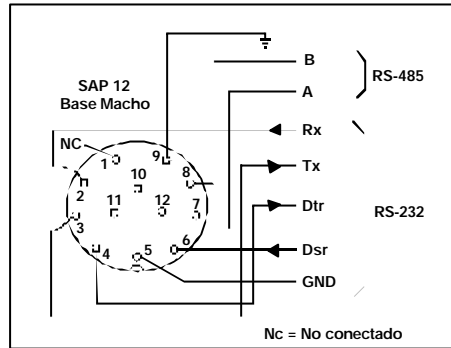 SAP 12
Base Macho
NC
1
2
3
4
5
6
7
8
9
10
11
12
B
A
RS-485
Rx
Tx
Dtr
RS-232
Dsr
GND
Nc = No conectado